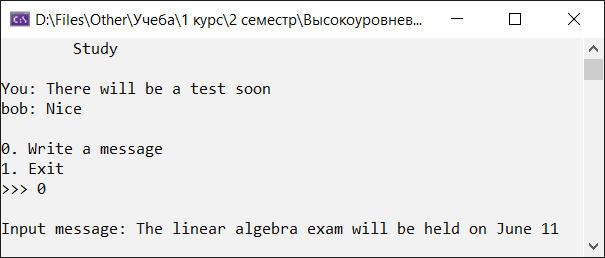 D:\Files\Other\Учеба\1 курс\2 семестр\Высокоуровнев...
Study
You: There will be a test soon
bob: Nice
0. Write a message
1. Exit
>>> 0
Input message: The linear algebra exam will be held on June 11